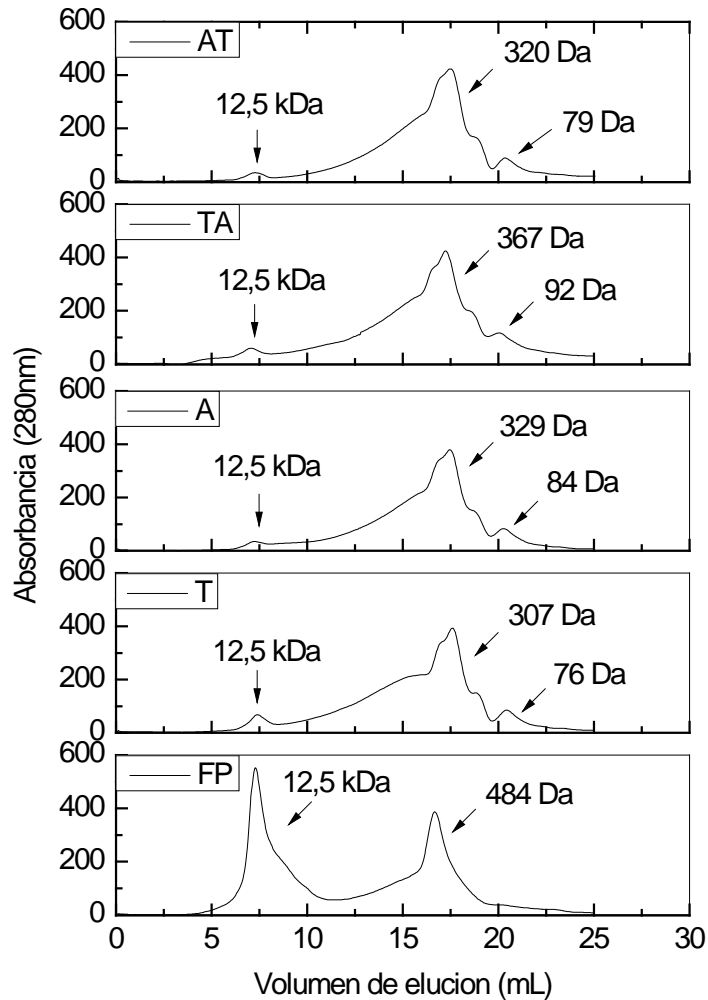 600
AT
400
200
0
12,5 kDa
320 Da
79 Da
600
TA
400
200
0
12,5 kDa
367 Da
92 Da
600
A
400
200
0
12,5 kDa
329 Da
84 Da
600
T
400
200
0
12,5 kDa
307 Da
76 Da
600
FP
400
200
0
12,5 kDa
484 Da
0 5 10 15 20 25 30
Volumen de elucion (mL)
Absorbancia (280nm)